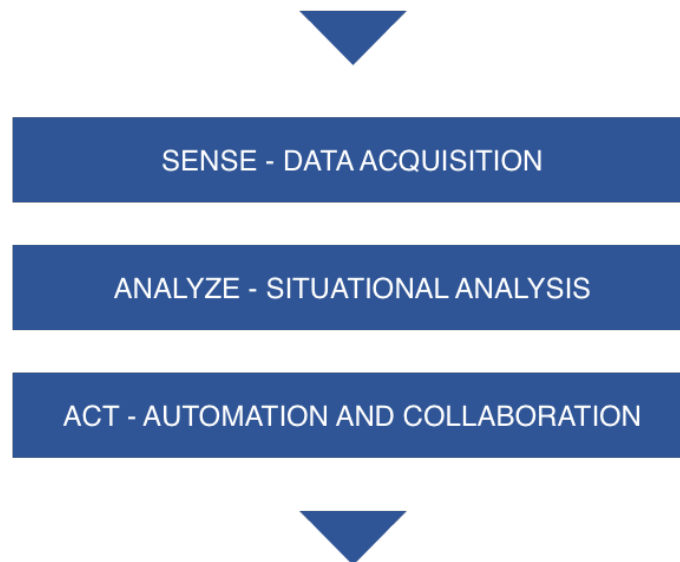 SENSE - DATA ACQUISITION
ANALYZE - SITUATIONAL ANALYSIS
ACT - AUTOMATION AND COLLABORATION